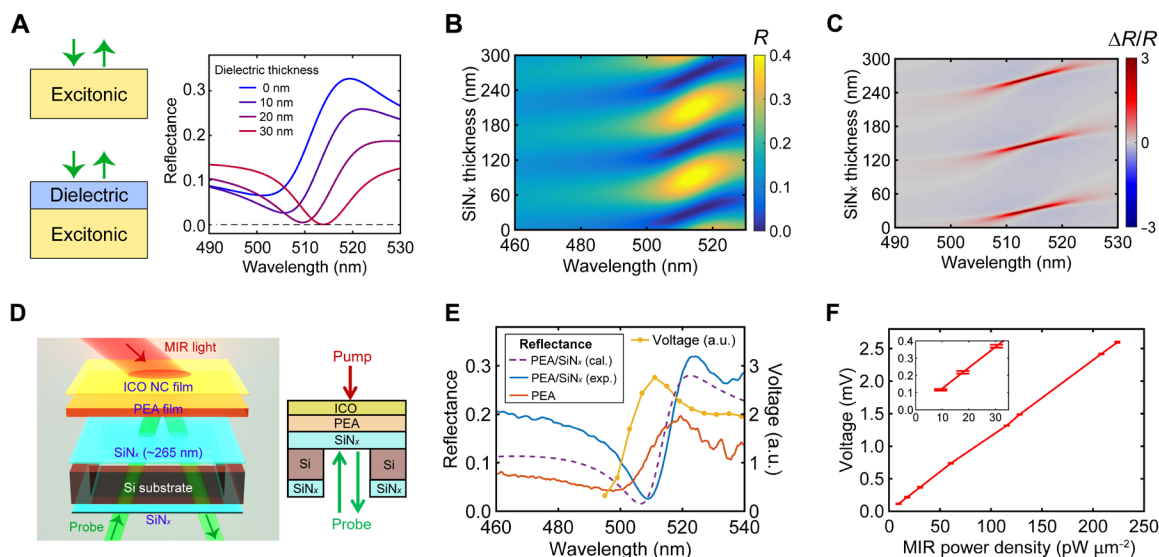 A
Excitonic
Dielectric
Excitonic
Reflectance
0.3
0.2
0.1
0.0
Dielectric thickness
0 nm
10 nm
20 nm
30 nm
490 500 510 520 530
Wavelength (nm)
B
R
SiNₓ thickness (nm)
300
240
180
120
60
0
460 480 500 520
Wavelength (nm)
0.4
0.3
0.2
0.1
0
C
ΔR/R
SiNₓ thickness (nm)
300
240
180
120
60
0
490 500 510 520 530
Wavelength (nm)
3
0
−3
D
MIR light
ICO NC film
PEA film
SiNₓ (~265 nm)
Si substrate
SiNₓ
Probe
Pump
ICO
PEA
SiNₓ
Si Si
SiNₓ SiNₓ
Probe
E
Reflectance
0.3
0.2
0.1
0.0
Reflectance
PEA/SiNₓ (cal.)
PEA/SiNₓ (exp.)
PEA
Voltage (a.u.)
3
2
1
0
Voltage (a.u.)
460 480 500 520 540
Wavelength (nm)
F
Voltage (mV)
2.5
2.0
1.5
1.0
0.5
0.0
0.4
0.3
0.2
0.1
0
0 10 20 30
0 50 100 150 200 250
MIR power density (pW μm⁻²)